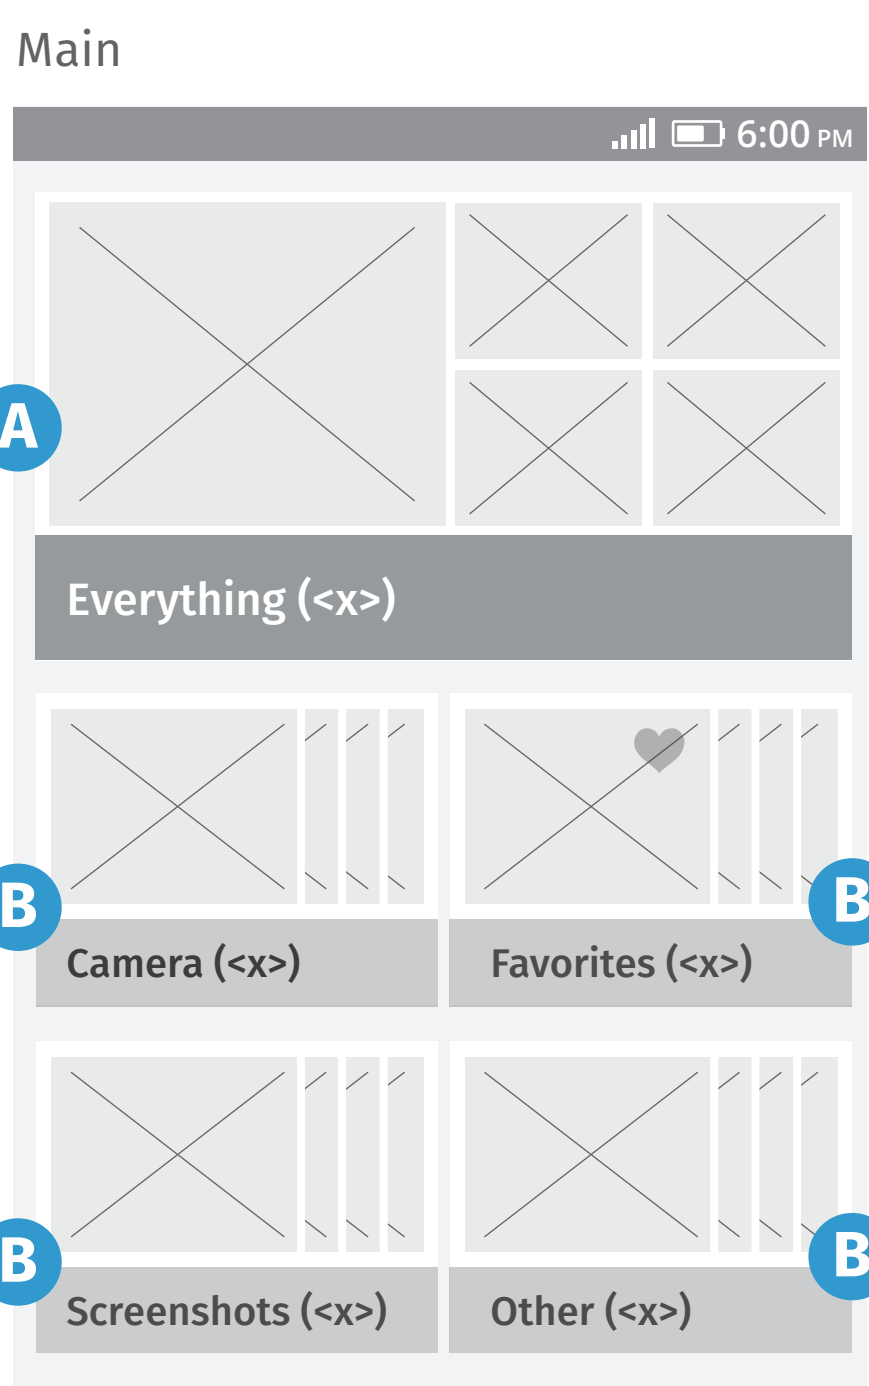 Main
6:00 PM
A
Everything (<x>)
B
B
Camera (<x>)
Favorites (<x>)
B
B
Screenshots (<x>)
Other (<x>)